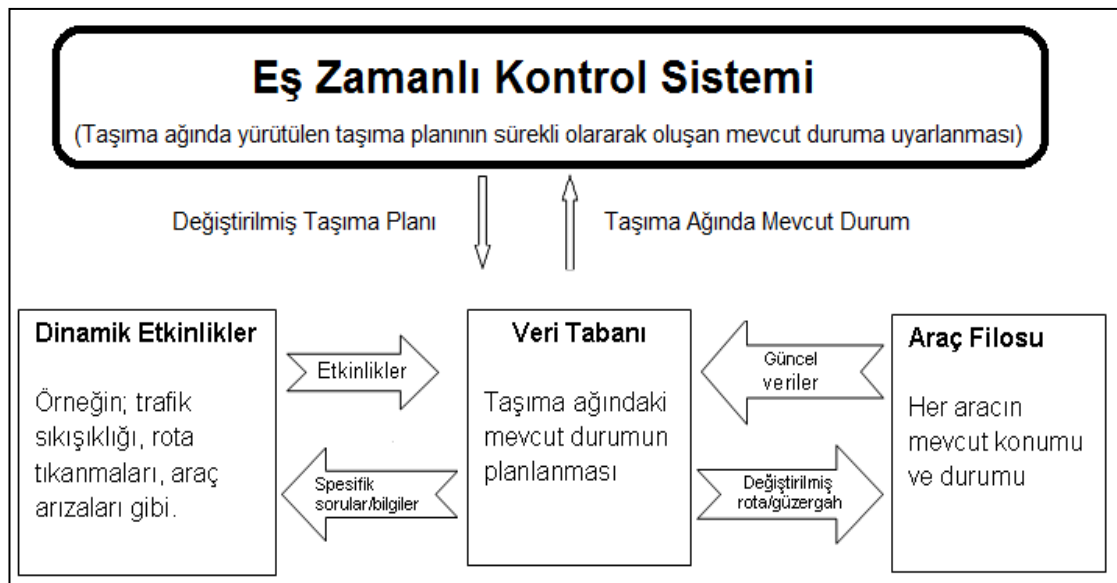 Eş Zamanlı Kontrol Sistemi
(Taşıma ağında yürütülen taşıma planının sürekli olararak oluşan mevcut duruma uyarlanması)
Değiştirilmiş Taşıma Planı
Taşıma Ağında Mevcut Durum
Dinamik Etkinlikler
Örneğin; trafik
sıkışıklığı, rota
tıkanmaları, araç
arızaları gibi.
Etkinlikler
Spesifik
sorular/bilgiler
Veri Tabanı
Taşıma ağındaki
mevcut durumun
planlanması
Güncel
veriler
Değiştirilmiş
rota/güzergah
Araç Filosu
Her aracın
mevcut konumu
ve durumu